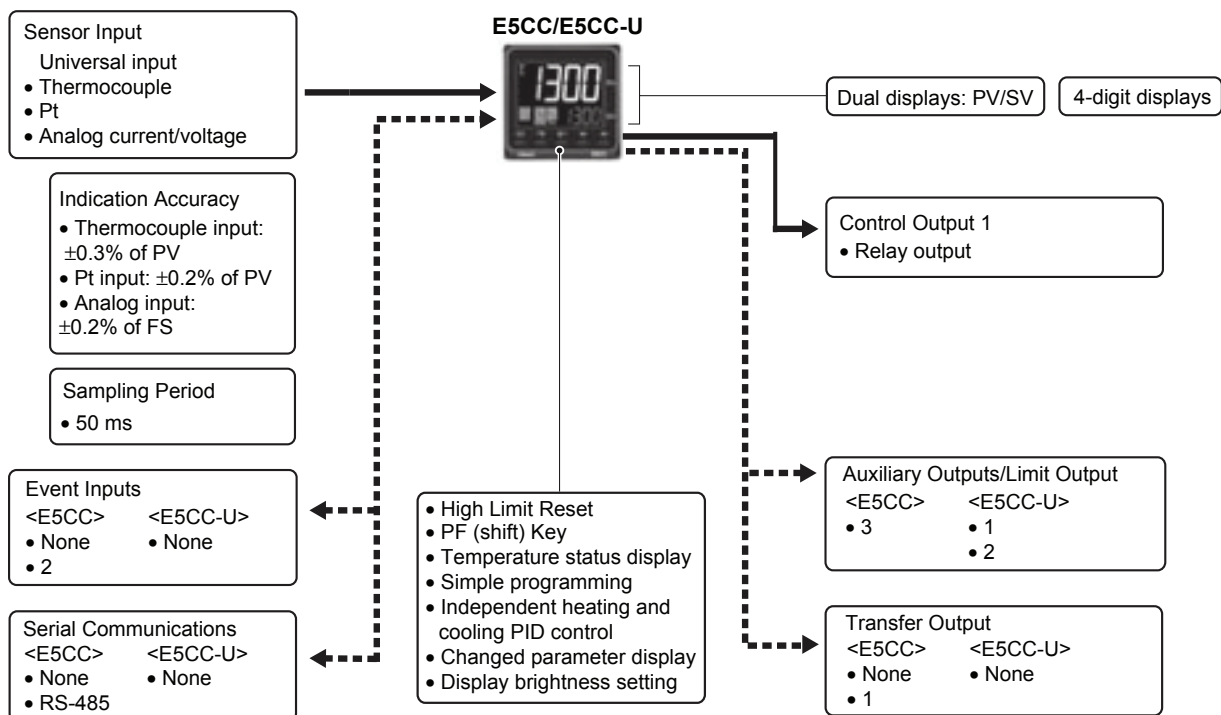 Sensor Input
Universal input
• Thermocouple
• Pt
• Analog current/voltage
Indication Accuracy
• Thermocouple input:
±0.3% of PV
• Pt input: ±0.2% of PV
• Analog input:
±0.2% of FS
Sampling Period
• 50 ms
Event Inputs
<E5CC> <E5CC-U>
• None • None
• 2
Serial Communications
<E5CC> <E5CC-U>
• None • None
• RS-485
E5CC/E5CC-U
1300
1300
• High Limit Reset
• PF (shift) Key
• Temperature status display
• Simple programming
• Independent heating and
cooling PID control
• Changed parameter display
• Display brightness setting
Dual displays: PV/SV
4-digit displays
Control Output 1
• Relay output
Auxiliary Outputs/Limit Output
<E5CC> <E5CC-U>
• 3 • 1
• 2
Transfer Output
<E5CC> <E5CC-U>
• None • None
• 1